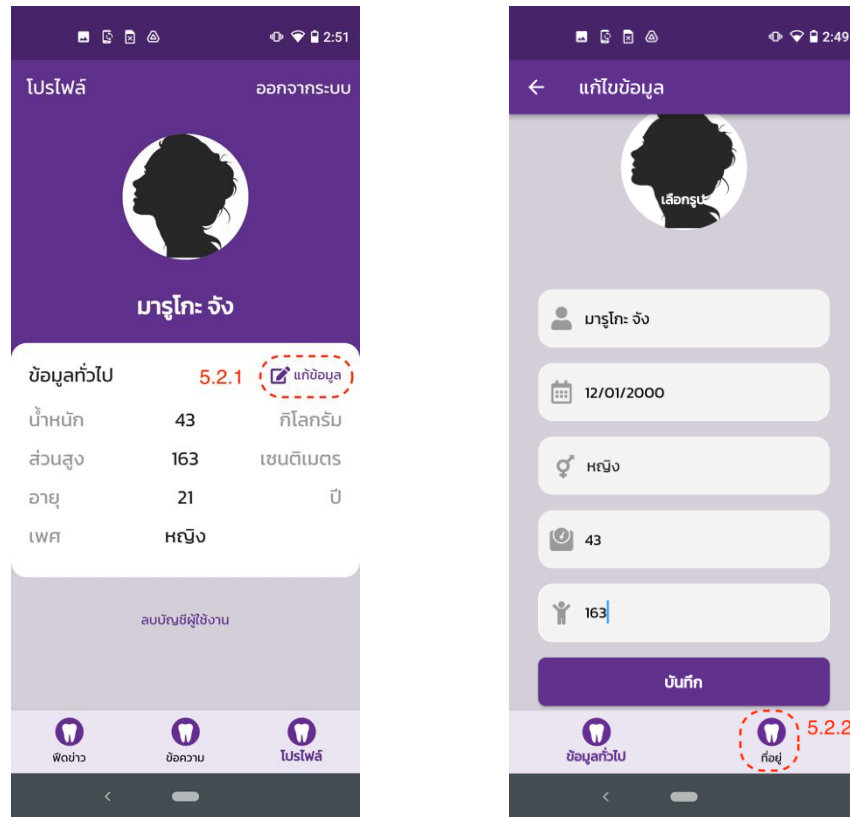 2:51
โปรไฟล์ ออกจากระบบ
มารูโกะ จัง
ข้อมูลทั่วไป 5.2.1 แก้ข้อมูล
น้ำหนัก 43 กิโลกรัม
ส่วนสูง 163 เซนติเมตร
อายุ 21 ปี
เพศ หญิง
ลบบัญชีผู้ใช้งาน
ฟีดข่าว ข้อความ โปรไฟล์
2:49
แก้ไขข้อมูล
เลือกรูป
มารูโกะ จัง
12/01/2000
หญิง
43
163
บันทึก
ข้อมูลทั่วไป ที่อยู่ 5.2.2